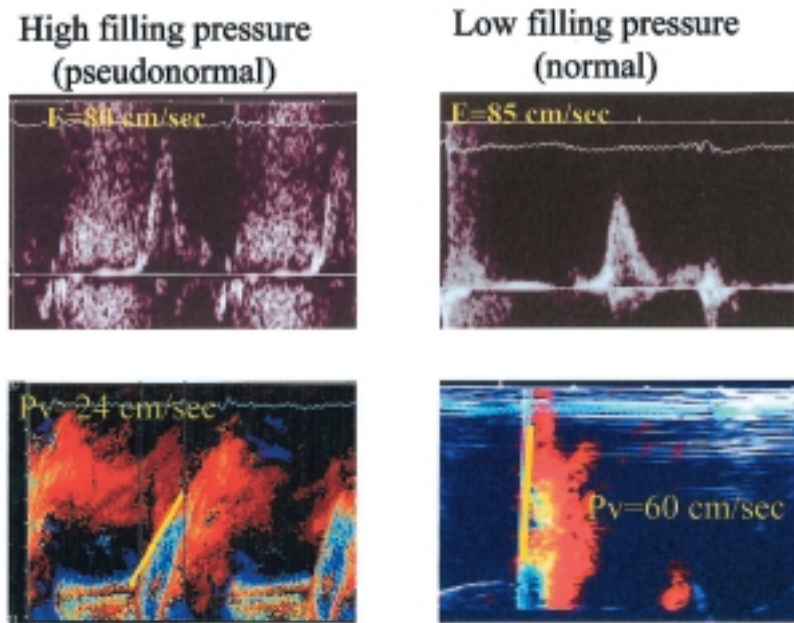 High filling pressure
(pseudonormal)
Low filling pressure
(normal)
E=80 cm/sec
E=85 cm/sec
Pv=24 cm/sec
Pv=60 cm/sec